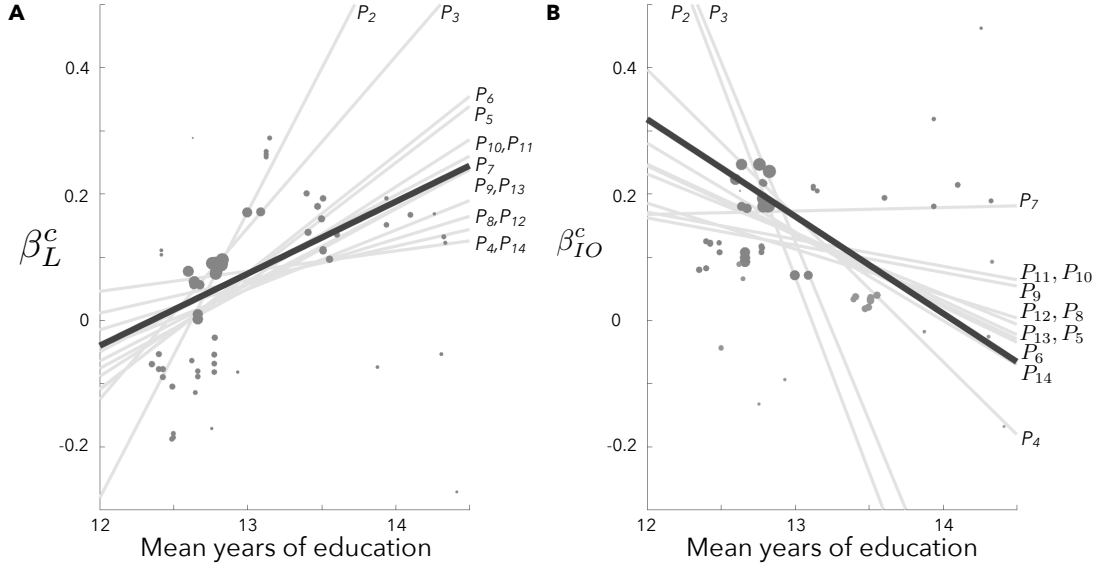 A
P2
P3
0.4
P6
P5
P10,P11
P7
0.2
P9,P13
P8,P12
βcL
P4,P14
0
-0.2
12
13
14
Mean years of education
B
P2
P3
0.4
0.2
P7
βcIO
P11, P10
P9
0
P12, P8
P13, P5
P6
P14
-0.2
P4
12
13
14
Mean years of education